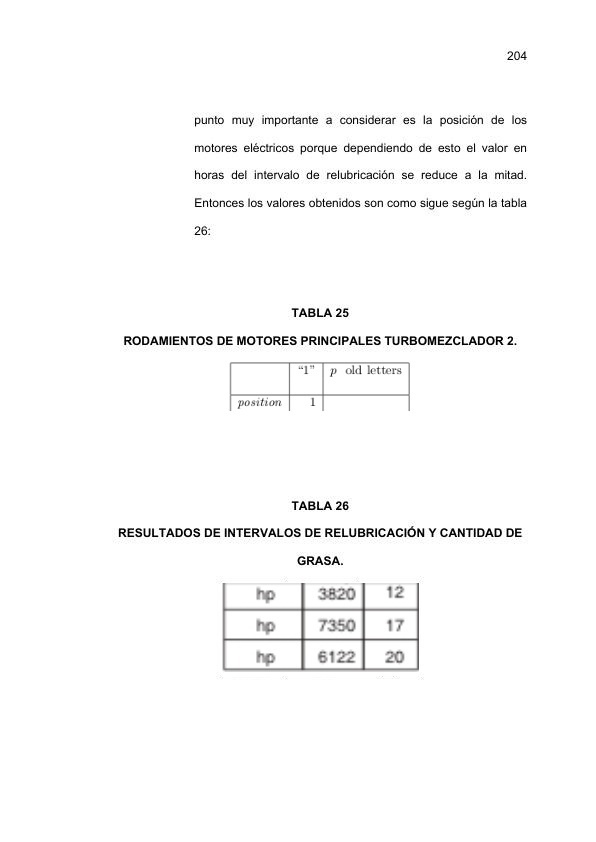 204
punto muy importante a considerar es la posición de los
motores eléctricos porque dependiendo de esto el valor en
horas del intervalo de relubricación se reduce a la mitad.
Entonces los valores obtenidos son como sigue según la tabla
26:
TABLA 25
RODAMIENTOS DE MOTORES PRINCIPALES TURBOMEZCLADOR 2.
“1” p old letters
position 1
TABLA 26
RESULTADOS DE INTERVALOS DE RELUBRICACIÓN Y CANTIDAD DE
GRASA.
hp 3820 12
hp 7350 17
hp 6122 20